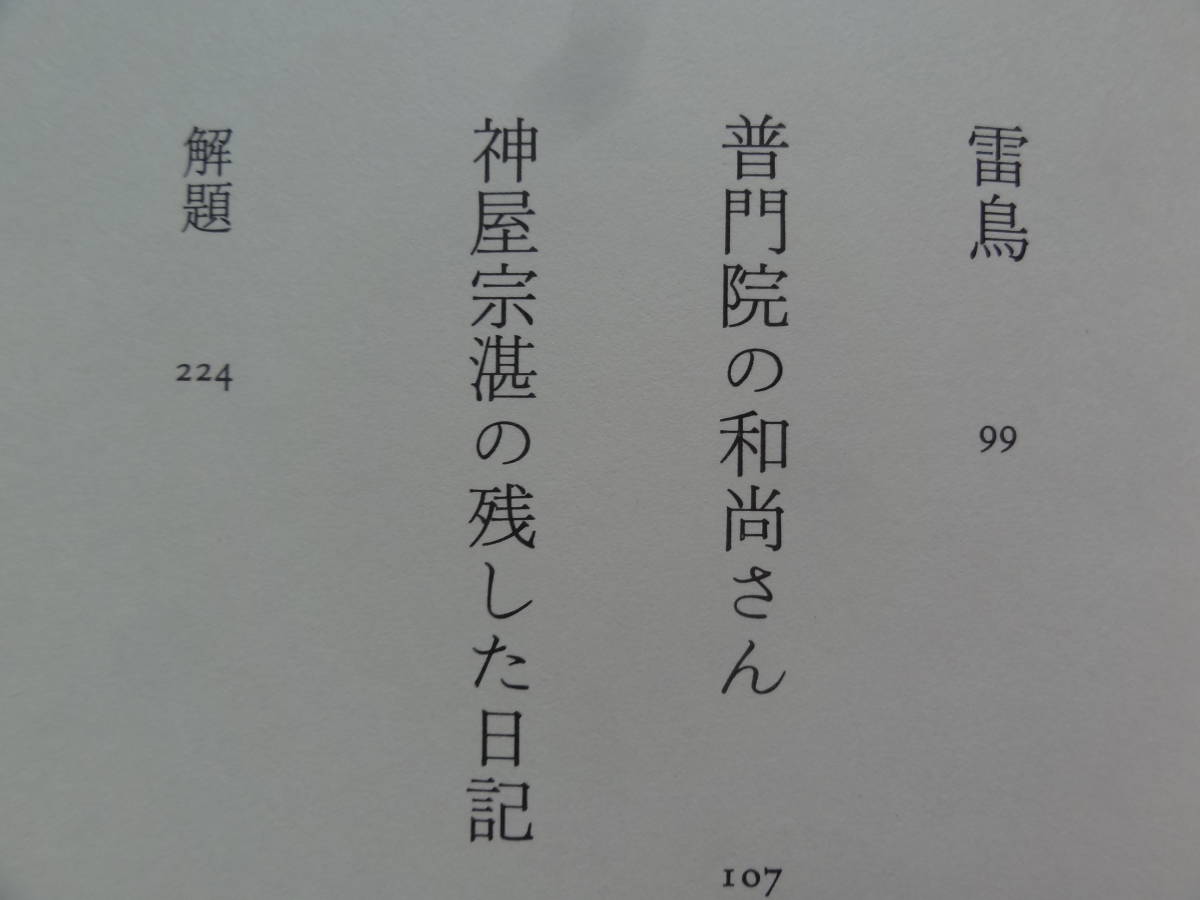 雷鳥 99
普門院の和尚さん 107
神屋宗湛の残した日記
解題 224